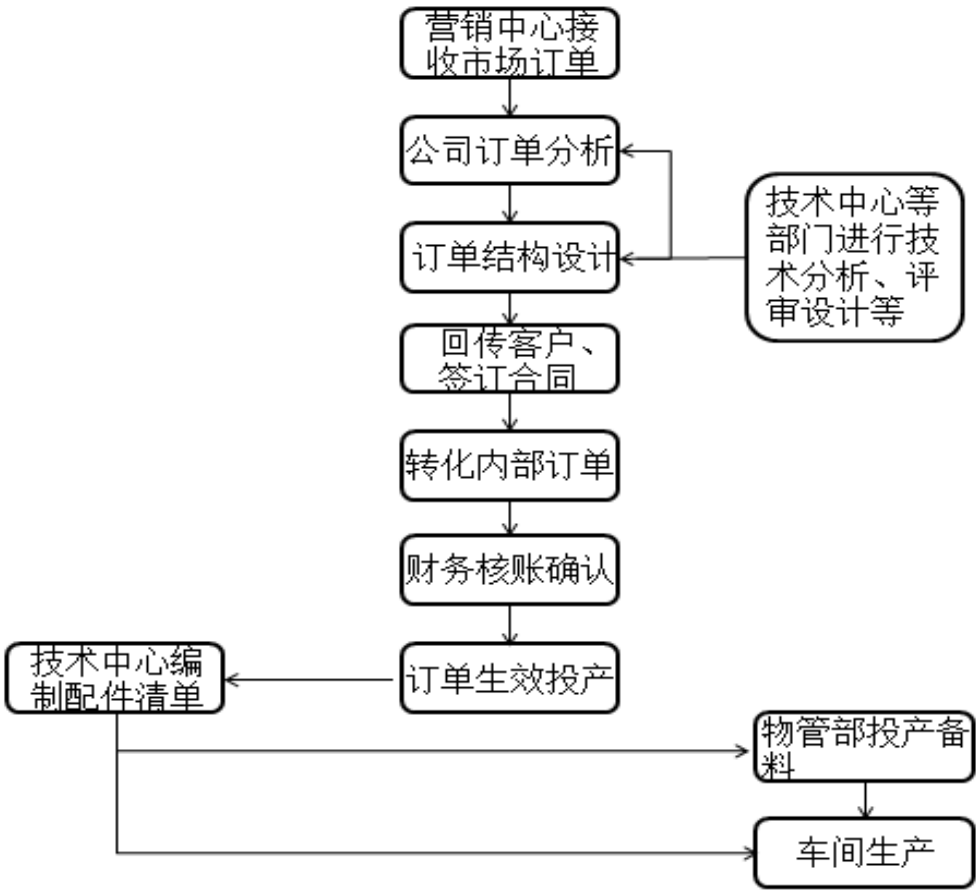 营销中心接
收市场订单
公司订单分析
技术中心等
部门进行技
术分析、评
审设计等
订单结构设计
回传客户、
签订合同
转化内部订单
财务核账确认
订单生效投产
技术中心编
制配件清单
物管部投产备
料
车间生产